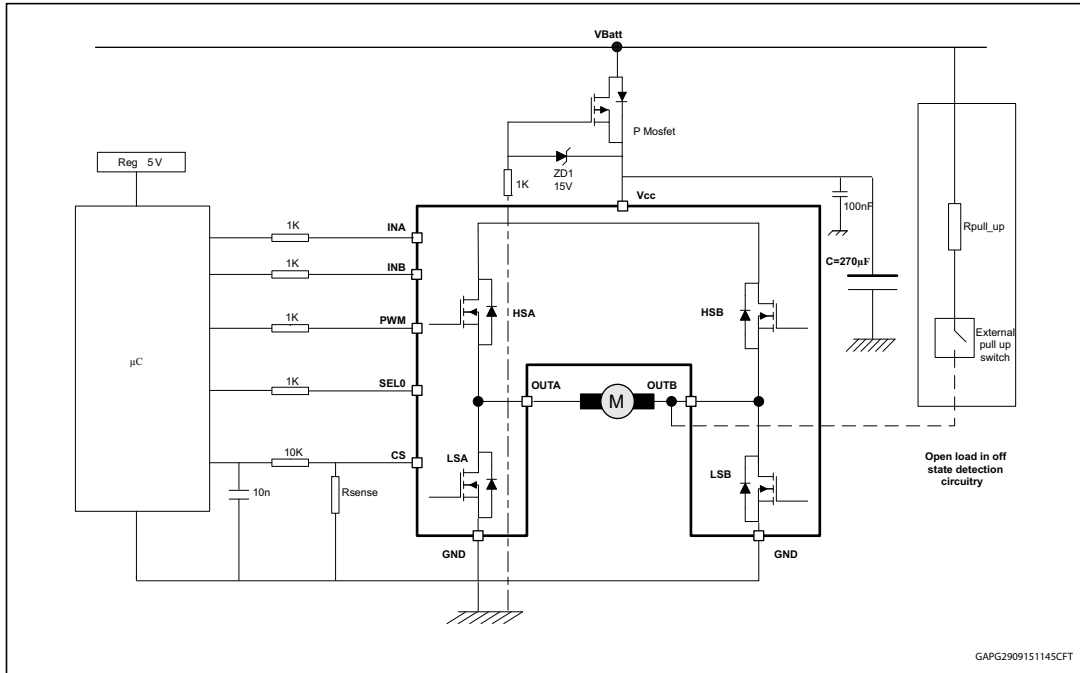 VBatt
P Mosfet
Reg 5V
1K
ZD1
15V
Vcc
100nF
Rpull_up
C=270µF
1K
INA
1K
INB
HSA
HSB
1K
PWM
External
pull up
switch
µC
1K
SEL0
OUTA
M
OUTB
10K
CS
LSA
LSB
Open load in off
state detection
circuitry
10n
Rsense
GND
GND
GAPG2909151145CFT